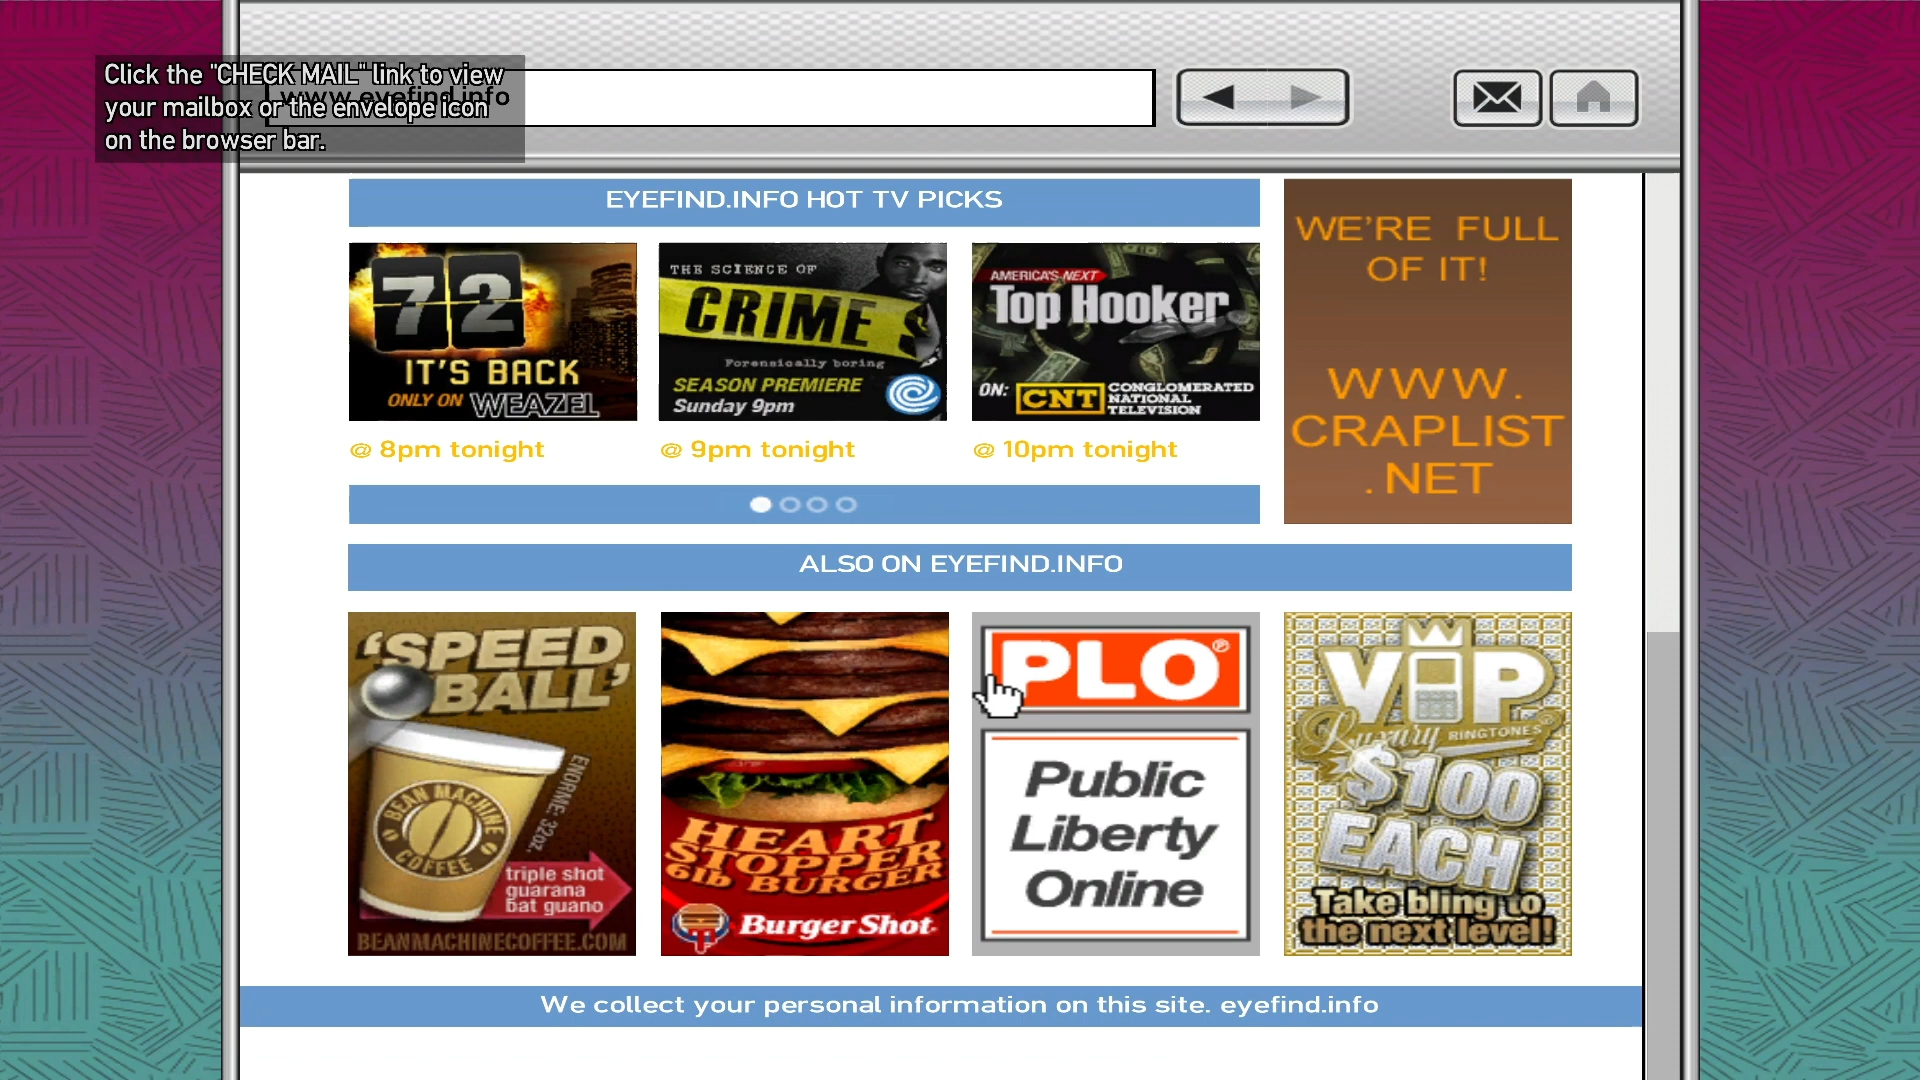 Click the "CHECK MAIL" link to view
your mailbox or the envelope icon
on the browser bar.
www.eyefind.info
EYEFIND.INFO HOT TV PICKS
72
IT'S BACK
ONLY ON WEAZEL
@ 8pm tonight
THE SCIENCE OF
CRIME
Forensically boring
SEASON PREMIERE
Sunday 9pm
@ 9pm tonight
AMERICA'S NEXT
Top Hooker
ON: CNT CONGLOMERATED
NATIONAL
TELEVISION
@ 10pm tonight
WE'RE FULL
OF IT!
WWW.
CRAPLIST
.NET
ALSO ON EYEFIND.INFO
'SPEED
BALL'
ENORME: 32oz.
BEAN MACHINE
COFFEE
triple shot
guarana
bat guano
BEANMACHINECOFFEE.COM
HEART
STOPPER
6lb BURGER
Burger Shot
PLO®
Public
Liberty
Online
VIP
Luxury RINGTONES
$100
EACH
Take bling to
the next level!
We collect your personal information on this site. eyefind.info